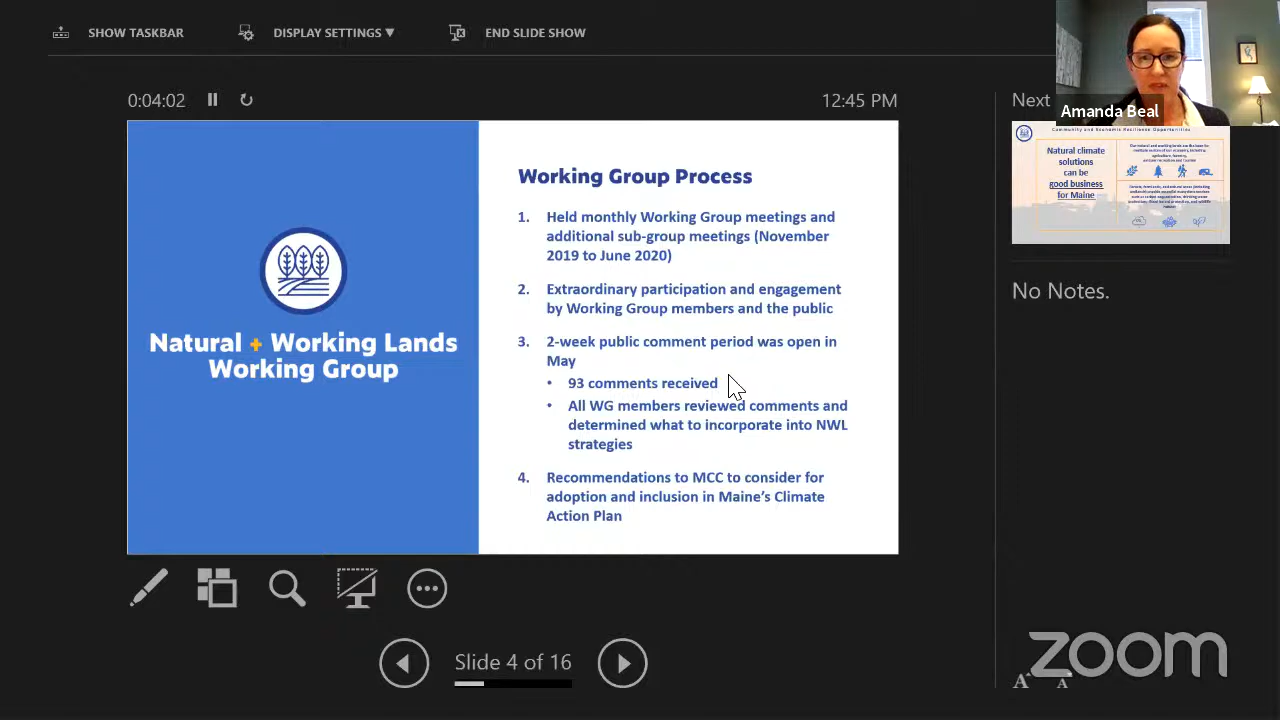 SHOW TASKBAR
DISPLAY SETTINGS ▼
END SLIDE SHOW
Amanda Beal
0:04:02
12:45 PM
Next
Working Group Process
1. Held monthly Working Group meetings and
additional sub-group meetings (November
2019 to June 2020)
2. Extraordinary participation and engagement
by Working Group members and the public
3. 2-week public comment period was open in
May
• 93 comments received
• All WG members reviewed comments and
determined what to incorporate into NWL
strategies
4. Recommendations to MCC to consider for
adoption and inclusion in Maine's Climate
Action Plan
Natural + Working Lands
Working Group
Community and Economic Resilience Opportunities
Natural climate
solutions
can be
good business
for Maine
No Notes.
Slide 4 of 16
zoom
A A